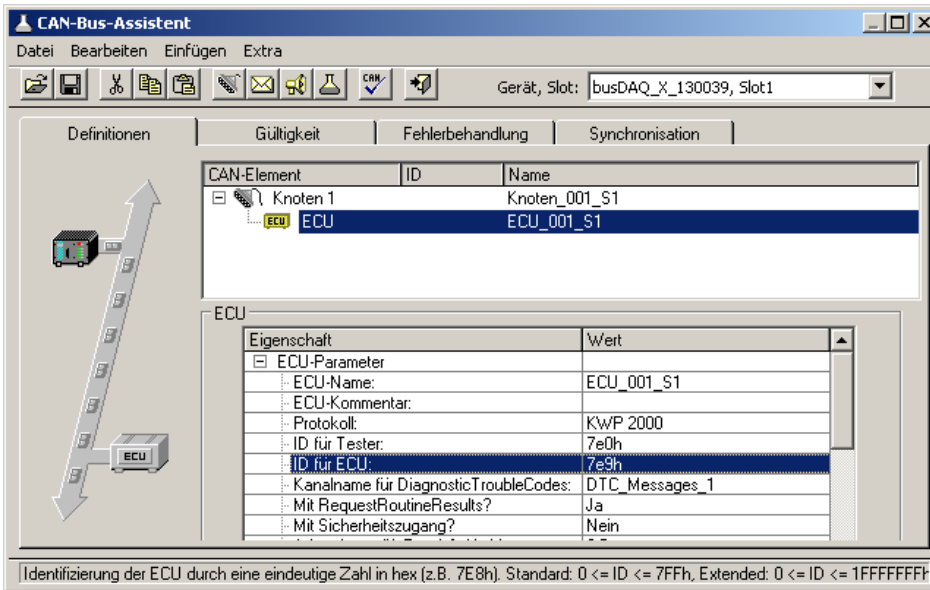 CAN-Bus-Assistent
Datei Bearbeiten Einfügen Extra
CAN Gerät, Slot: busDAQ_X_130039, Slot1
Definitionen Gültigkeit Fehlerbehandlung Synchronisation
CAN-Element ID Name
Knoten 1 Knoten_001_S1
ECU ECU ECU_001_S1
ECU
ECU
Eigenschaft Wert
ECU-Parameter
ECU-Name: ECU_001_S1
ECU-Kommentar:
Protokoll: KWP 2000
ID für Tester: 7e0h
ID für ECU: 7e9h
Kanalname für DiagnosticTroubleCodes: DTC_Messages_1
Mit RequestRoutineResults? Ja
Mit Sicherheitszugang? Nein
Identifizierung der ECU durch eine eindeutige Zahl in hex (z.B. 7E8h). Standard: 0 <= ID <= 7FFh, Extended: 0 <= ID <= 1FFFFFFFh